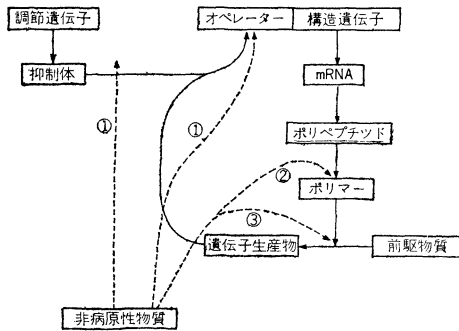 調節遺伝子
オペレーター
構造遺伝子
抑制体
mRNA
①
①
ポリペプチッド
②
ポリマー
③
遺伝子生産物
前駆物質
非病原性物質